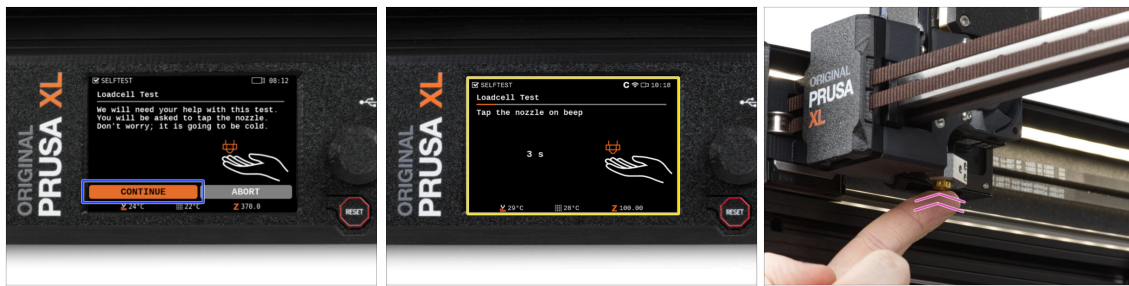 ORIGINAL
PRUSA XL
SELFTEST
08:12
Loadcell Test
We will need your help with this test.
You will be asked to tap the nozzle.
Don't worry; it is going to be cold.
CONTINUE
ABORT
24°C
22°C
Z 370.0
RESET
ORIGINAL
PRUSA XL
SELFTEST
C
10:18
Loadcell Test
Tap the nozzle on beep
3 s
29°C
28°C
Z 100.00
RESET
ORIGINAL
PRUSA
XL